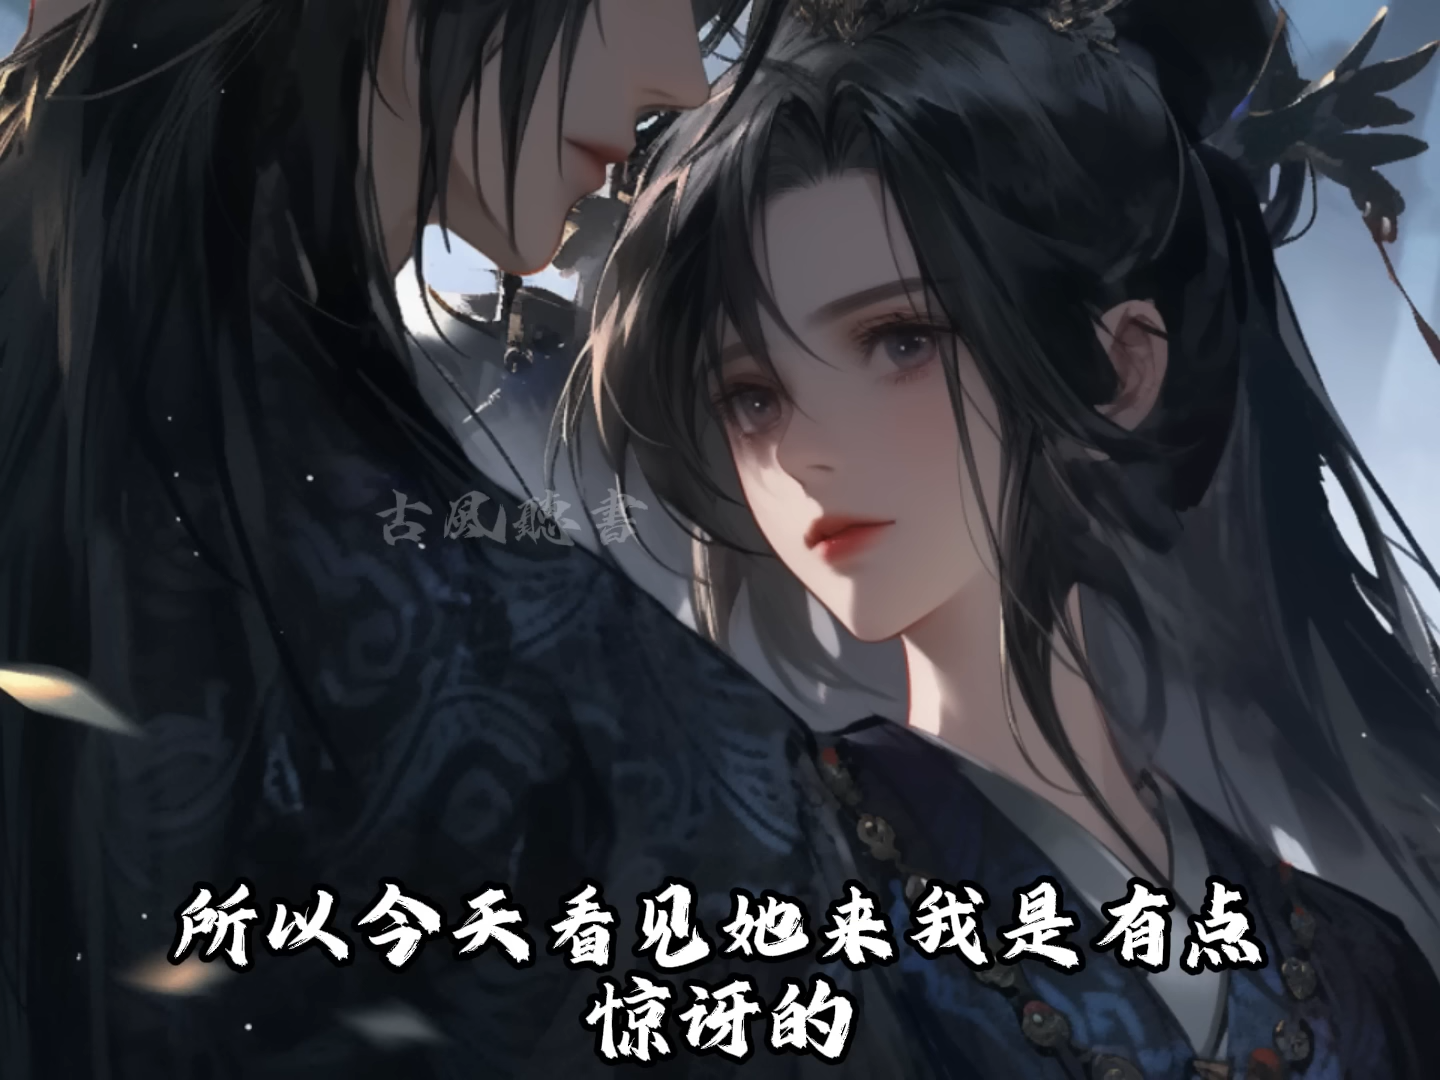 古風聽書
所以今天看见她来我是有点
惊讶的